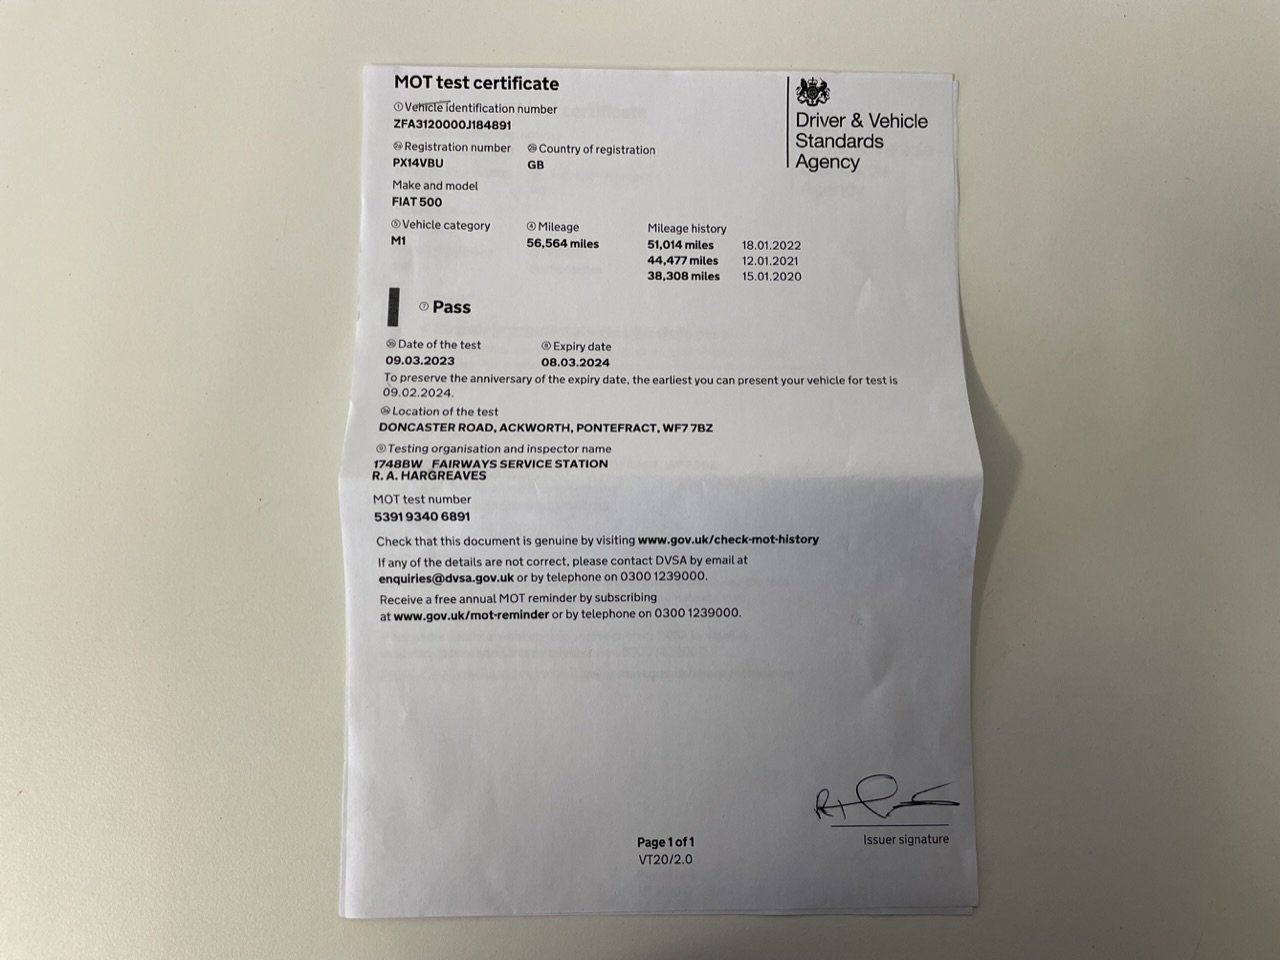 MOT test certificate
① Vehicle identification number
ZFA3120000J184891
Driver & Vehicle
Standards
Agency
Registration number Country of registration
PX14VBU GB
Make and model
FIAT 500
⑤ Vehicle category ④ Mileage Mileage history
M1 56,564 miles 51,014 miles 18.01.2022
44,477 miles 12.01.2021
38,308 miles 15.01.2020
⑦ Pass
Date of the test ⑧ Expiry date
09.03.2023 08.03.2024
To preserve the anniversary of the expiry date, the earliest you can present your vehicle for test is
09.02.2024.
Location of the test
DONCASTER ROAD, ACKWORTH, PONTEFRACT, WF7 7BZ
⑨ Testing organisation and inspector name
1748BW FAIRWAYS SERVICE STATION
R. A. HARGREAVES
MOT test number
5391 9340 6891
Check that this document is genuine by visiting www.gov.uk/check-mot-history
If any of the details are not correct, please contact DVSA by email at
enquiries@dvsa.gov.uk or by telephone on 0300 1239000.
Receive a free annual MOT reminder by subscribing
at www.gov.uk/mot-reminder or by telephone on 0300 1239000.
Issuer signature
Page 1 of 1
VT20/2.0